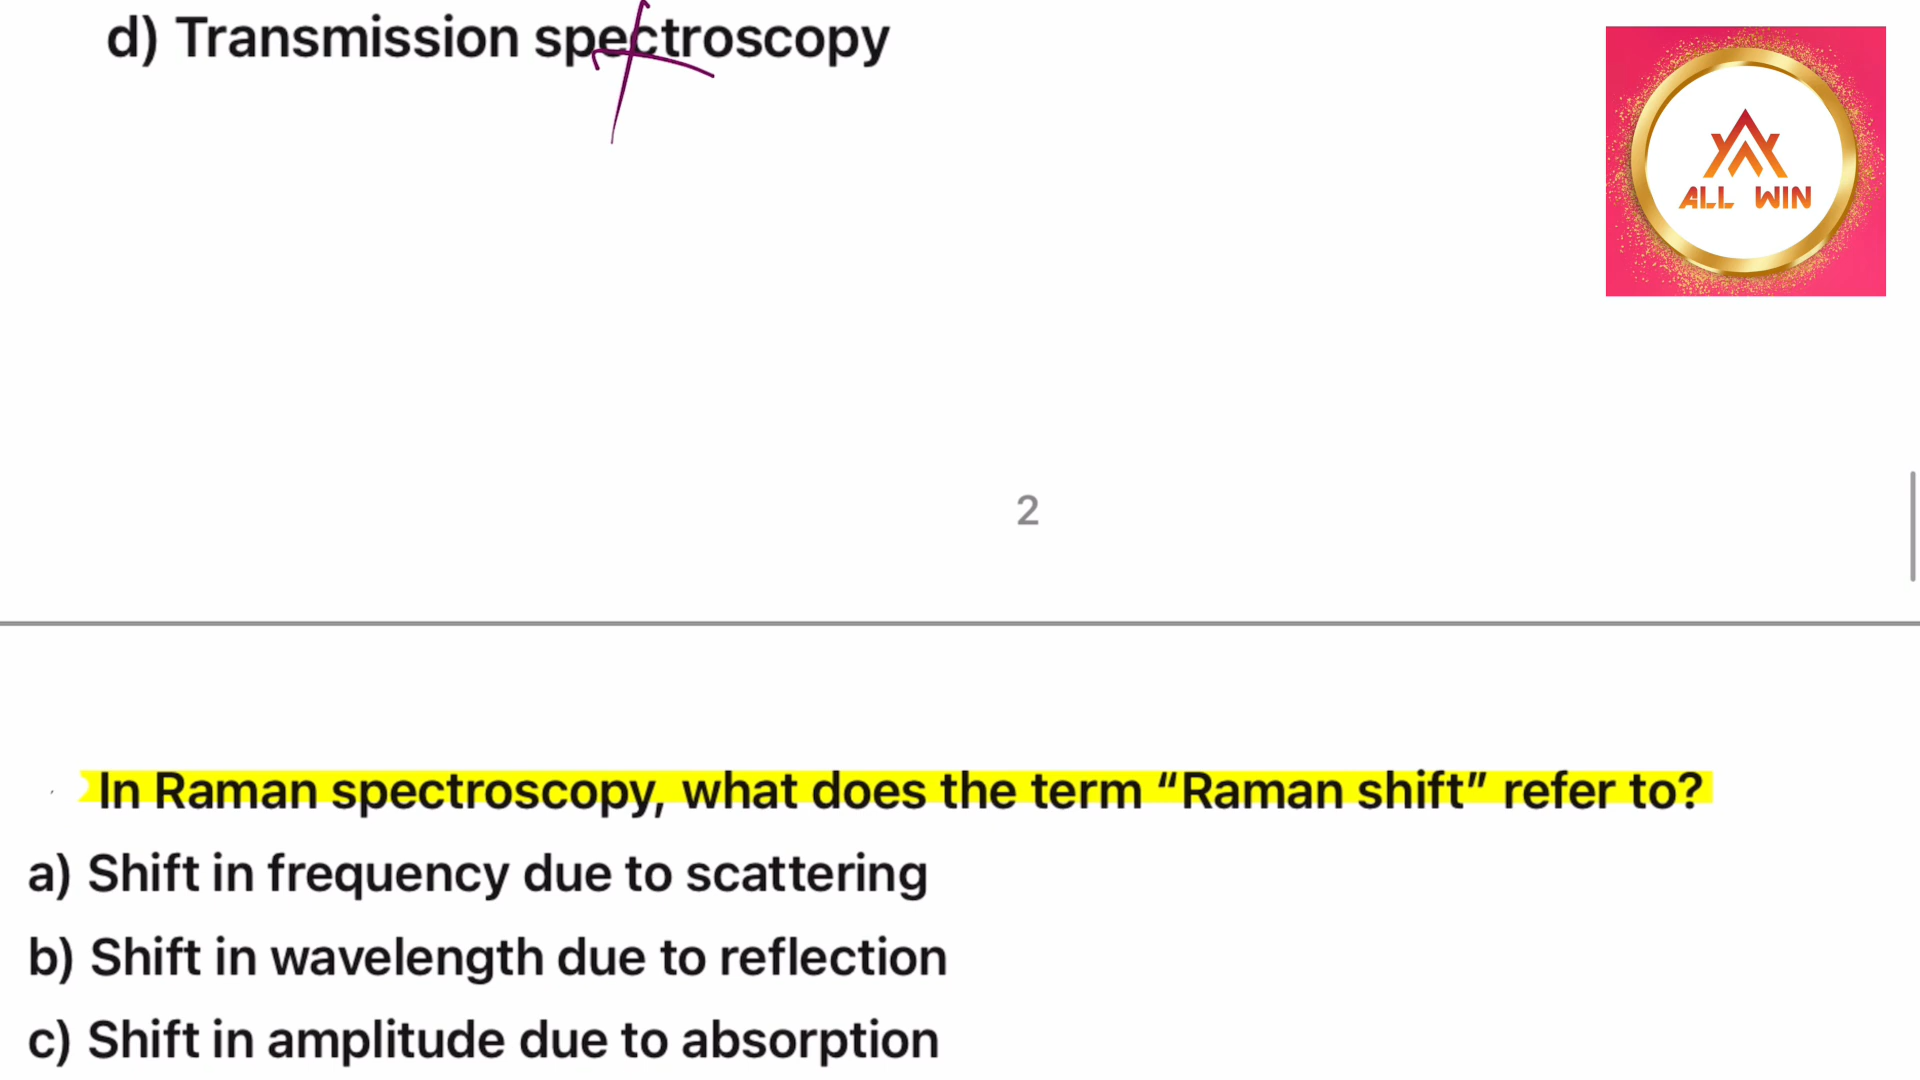 d) Transmission spectroscopy
ALL WIN
2
In Raman spectroscopy, what does the term “Raman shift” refer to?
a) Shift in frequency due to scattering
b) Shift in wavelength due to reflection
c) Shift in amplitude due to absorption